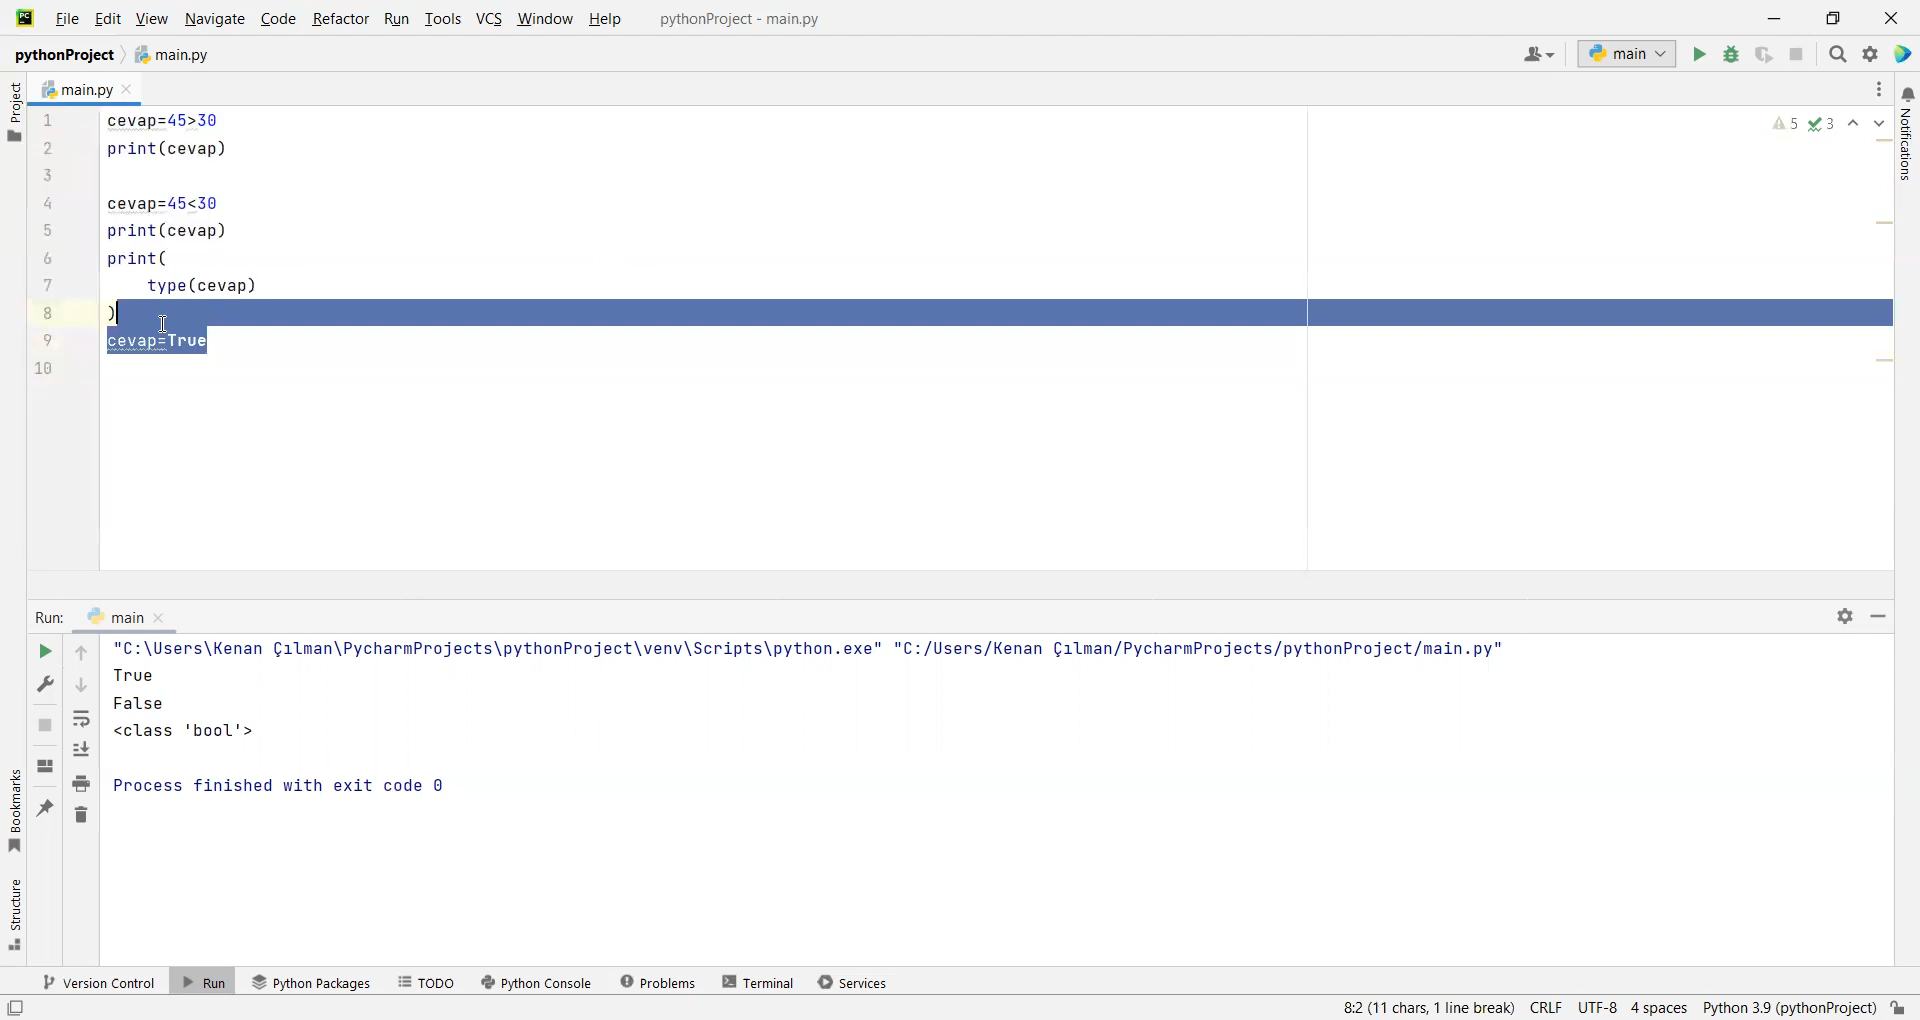 File Edit View Navigate Code Refactor Run Tools VCS Window Help pythonProject - main.py
pythonProject main.py main
Project
main.py
Notifications
1 cevap=45>30
5 3
2 print(cevap)
3
4 cevap=45<30
5 print(cevap)
6 print(
7 type(cevap)
8 )
9 cevap=True
10
Run: main
"C:\Users\Kenan Çılman\PycharmProjects\pythonProject\venv\Scripts\python.exe" "C:/Users/Kenan Çılman/PycharmProjects/pythonProject/main.py"
True
False
<class 'bool'>
Process finished with exit code 0
Bookmarks
Structure
Version Control Run Python Packages TODO Python Console Problems Terminal Services
8:2 (11 chars, 1 line break) CRLF UTF-8 4 spaces Python 3.9 (pythonProject)